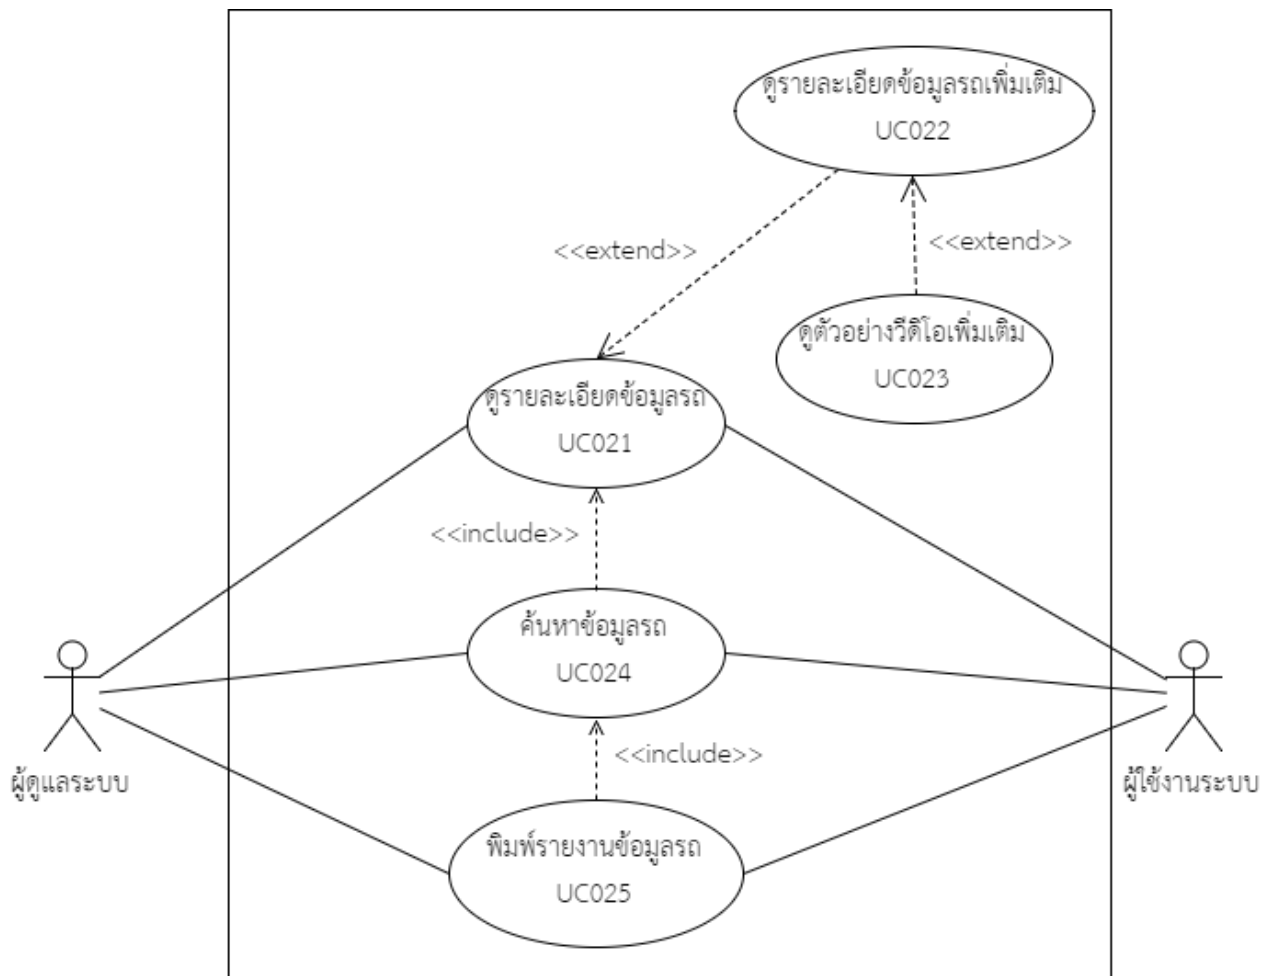 ดูรายละเอียดข้อมูลรถเพิ่มเติม
UC022
<<extend>>
<<extend>>
ดูตัวอย่างวีดิโอเพิ่มเติม
UC023
ดูรายละเอียดข้อมูลรถ
UC021
<<include>>
ค้นหาข้อมูลรถ
UC024
<<include>>
ผู้ดูแลระบบ
ผู้ใช้งานระบบ
พิมพ์รายงานข้อมูลรถ
UC025